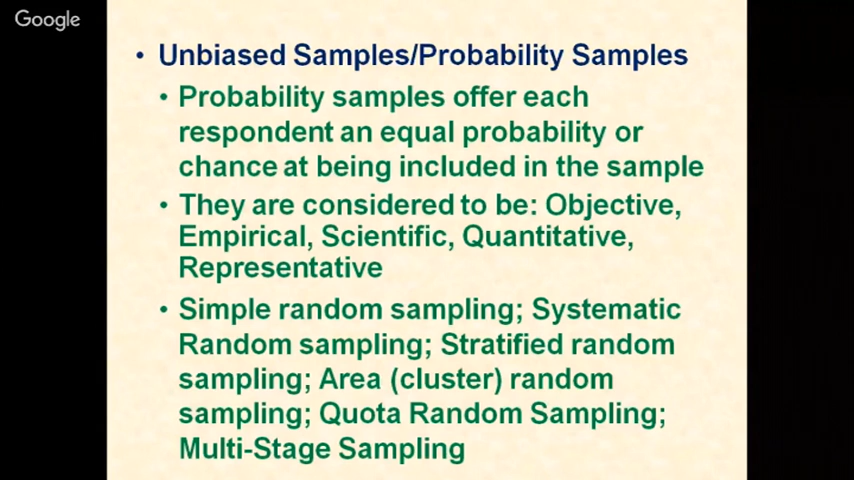 Google
• Unbiased Samples/Probability Samples
• Probability samples offer each
respondent an equal probability or
chance at being included in the sample
• They are considered to be: Objective,
Empirical, Scientific, Quantitative,
Representative
• Simple random sampling; Systematic
Random sampling; Stratified random
sampling; Area (cluster) random
sampling; Quota Random Sampling;
Multi-Stage Sampling